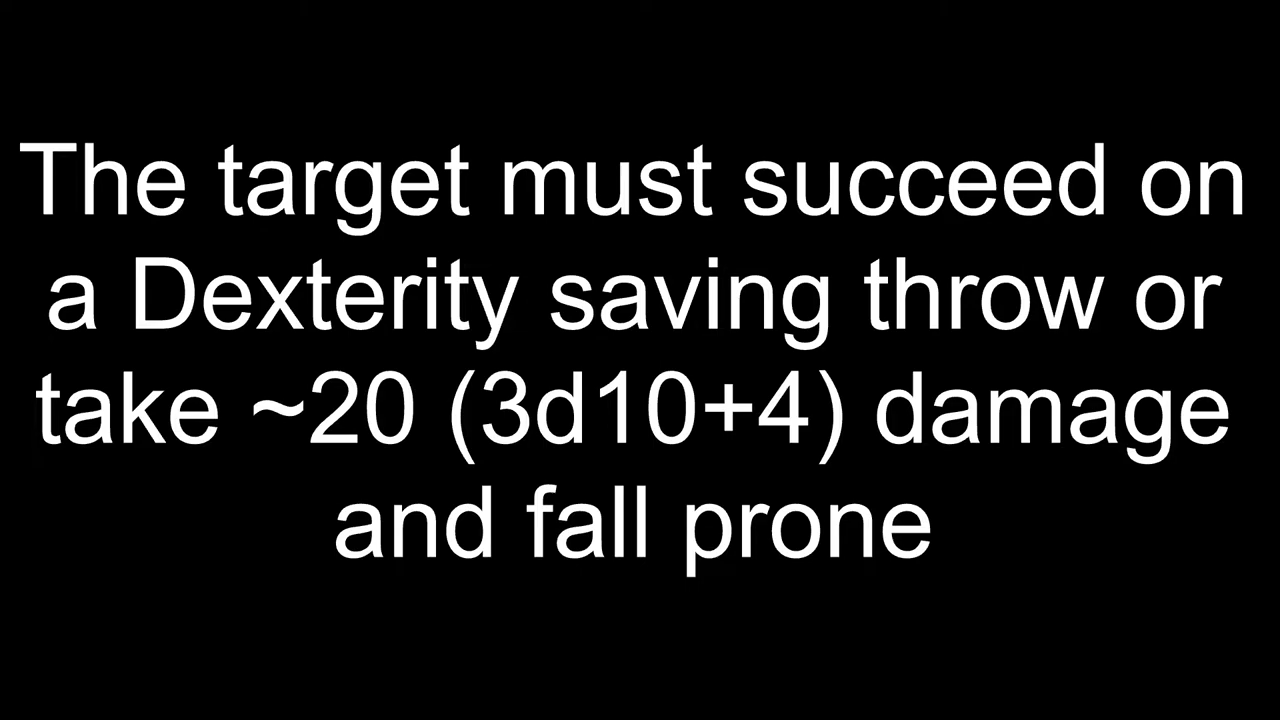 The target must succeed on
a Dexterity saving throw or
take ~20 (3d10+4) damage
and fall prone